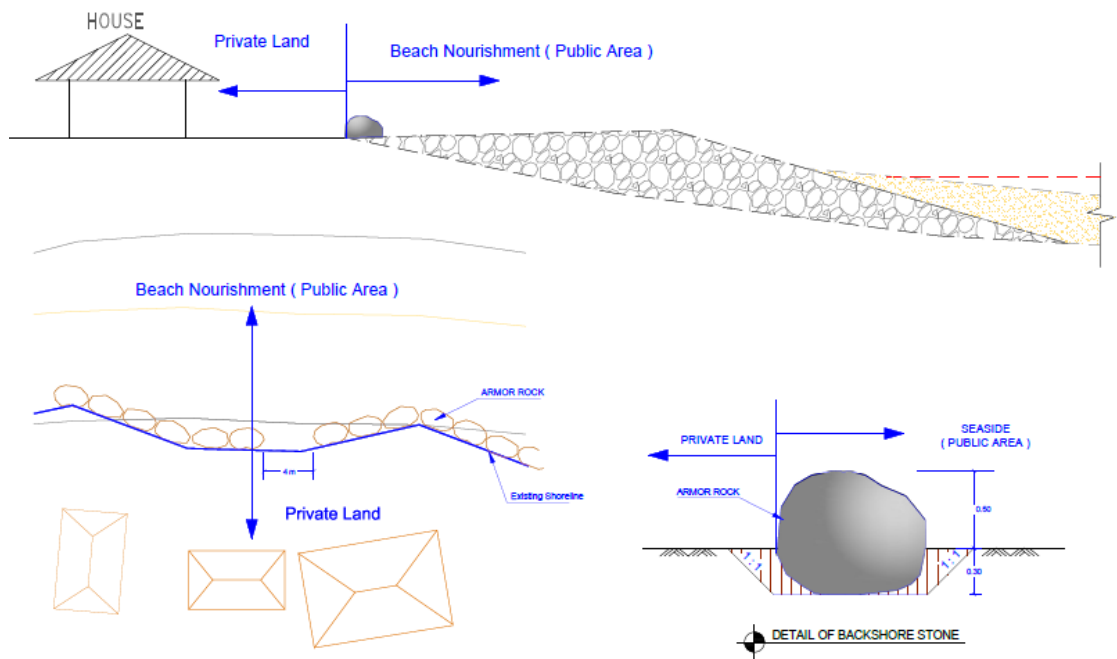 HOUSE
Private Land
Beach Nourishment ( Public Area )
Beach Nourishment ( Public Area )
ARMOR ROCK
4 m
Existing Shoreline
Private Land
PRIVATE LAND
SEASIDE
( PUBLIC AREA )
ARMOR ROCK
0.50
1 : 1
1 : 1
0.30
DETAIL OF BACKSHORE STONE